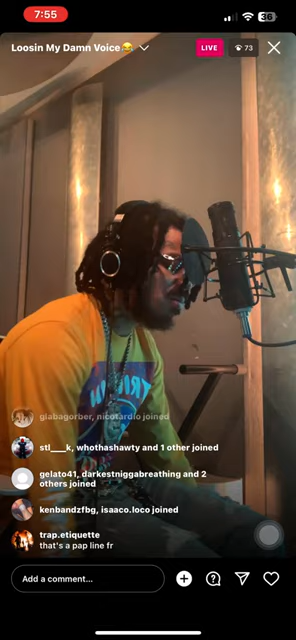 7:55
36
Loosin My Damn Voice😂
LIVE
73
giabagorber, nicotardio joined
stl____k, whothashawty and 1 other joined
gelato41, darkestniggabreathing and 2
others joined
kenbandzfbg, isaaco.loco joined
trap.etiquette
that's a pap line fr
Add a comment...